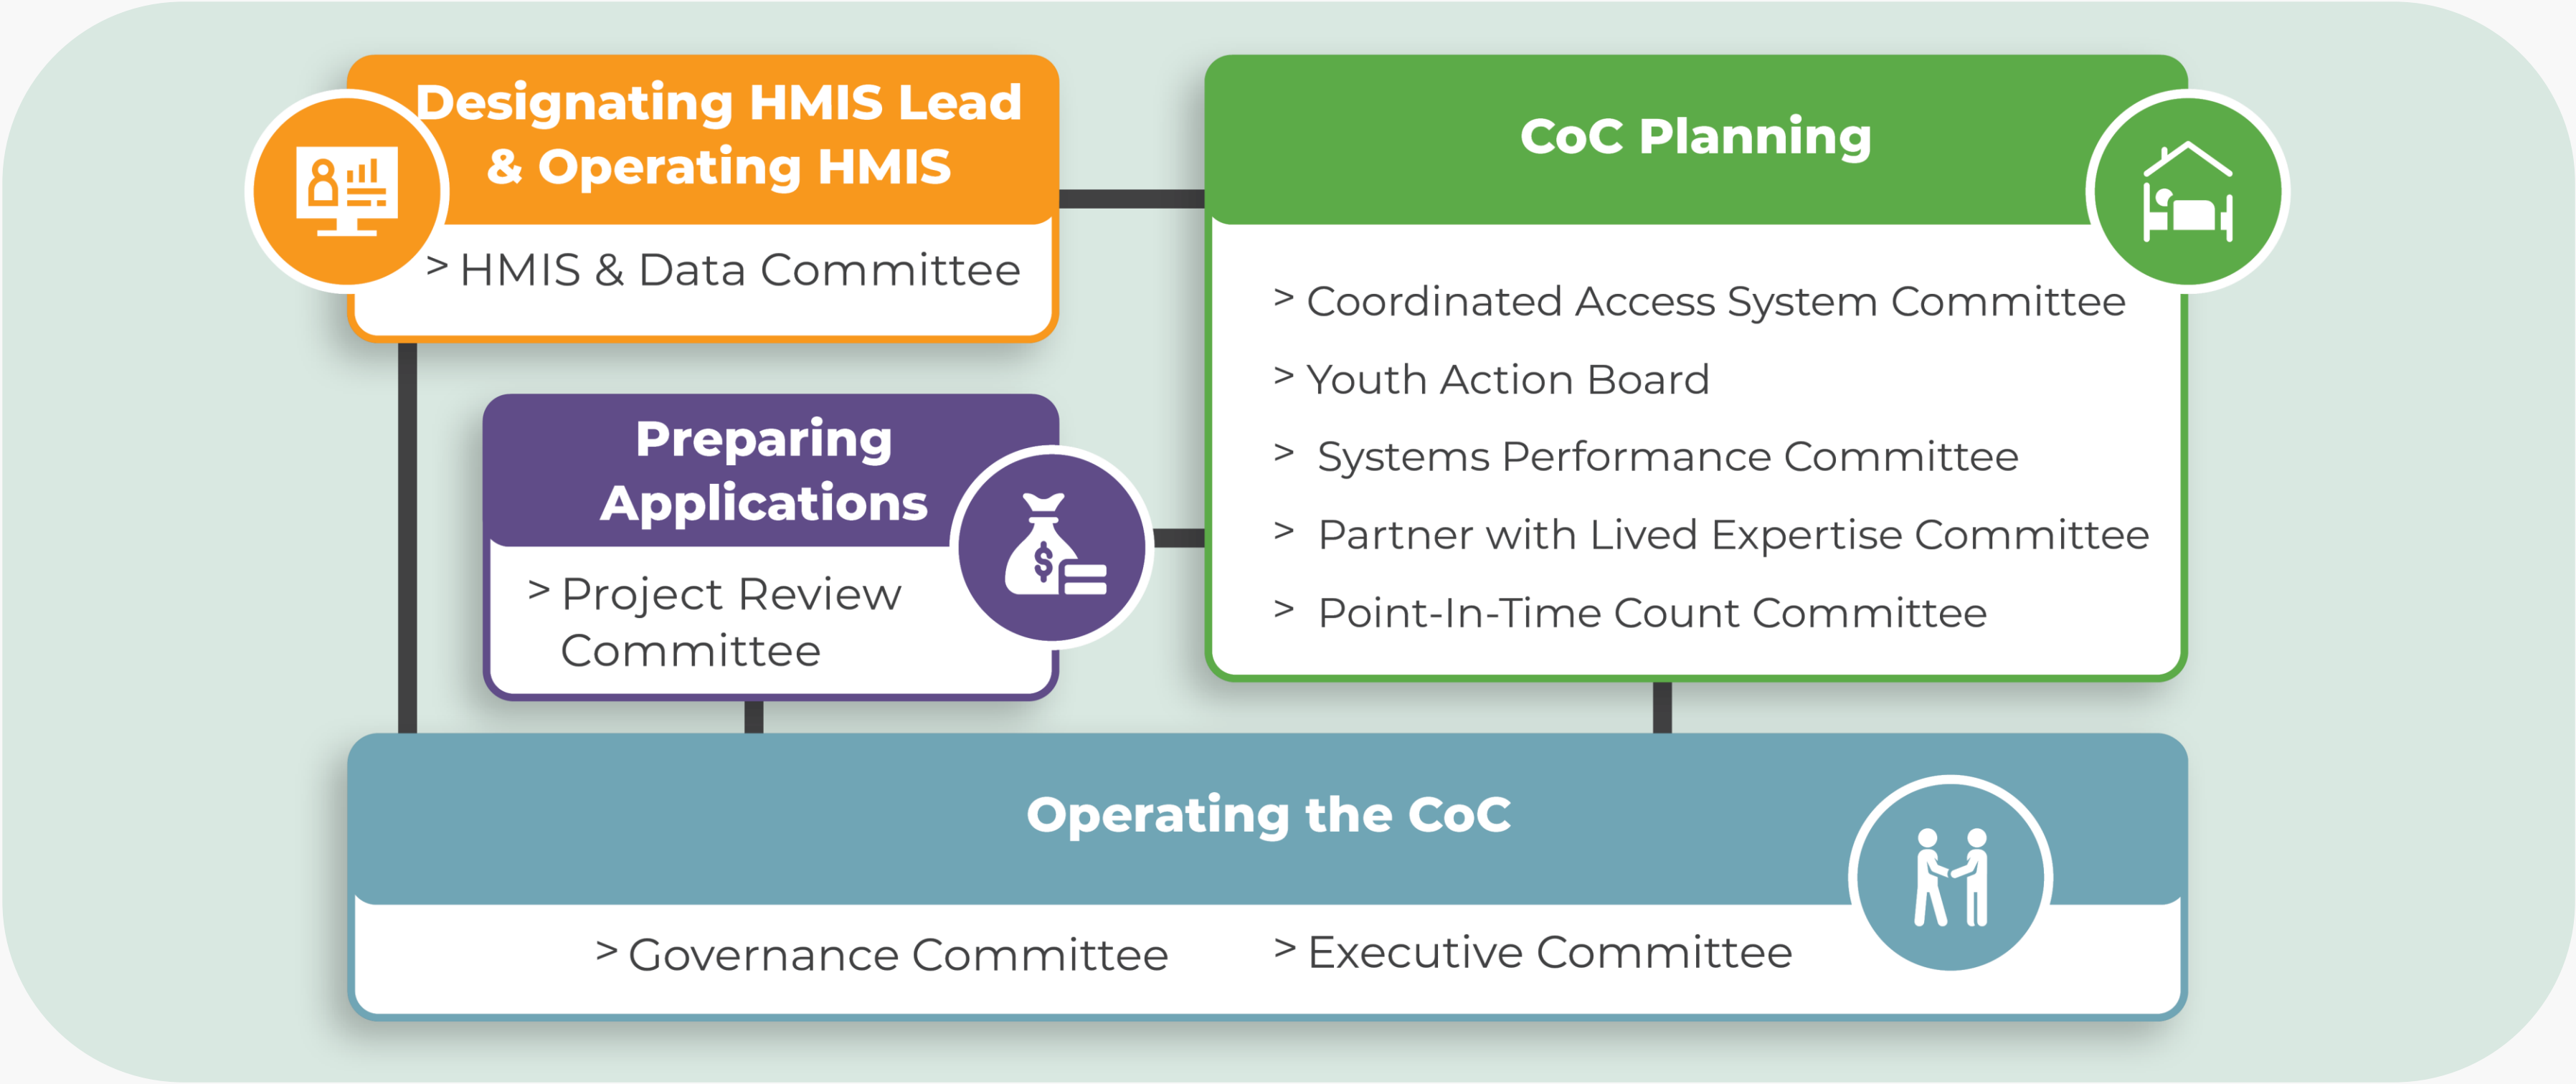 Designating HMIS Lead
& Operating HMIS
> HMIS & Data Committee
CoC Planning
> Coordinated Access System Committee
> Youth Action Board
> Systems Performance Committee
> Partner with Lived Expertise Committee
> Point-In-Time Count Committee
Preparing
Applications
$
> Project Review
Committee
Operating the CoC
> Governance Committee
> Executive Committee